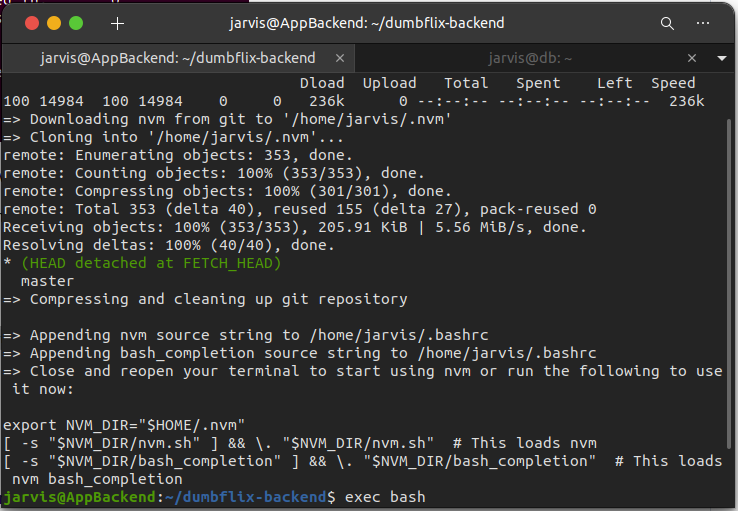 jarvis@AppBackend: ~/dumbflix-backend
jarvis@AppBackend: ~/dumbflix-backend × jarvis@db: ~ ×
Dload Upload Total Spent Left Speed
100 14984 100 14984 0 0 236k 0 --:--:-- --:--:-- --:--:-- 236k
=> Downloading nvm from git to '/home/jarvis/.nvm'
=> Cloning into '/home/jarvis/.nvm'...
remote: Enumerating objects: 353, done.
remote: Counting objects: 100% (353/353), done.
remote: Compressing objects: 100% (301/301), done.
remote: Total 353 (delta 40), reused 155 (delta 27), pack-reused 0
Receiving objects: 100% (353/353), 205.91 KiB | 5.56 MiB/s, done.
Resolving deltas: 100% (40/40), done.
* (HEAD detached at FETCH_HEAD)
master
=> Compressing and cleaning up git repository
=> Appending nvm source string to /home/jarvis/.bashrc
=> Appending bash_completion source string to /home/jarvis/.bashrc
=> Close and reopen your terminal to start using nvm or run the following to use
it now:
export NVM_DIR="$HOME/.nvm"
[ -s "$NVM_DIR/nvm.sh" ] && \. "$NVM_DIR/nvm.sh" # This loads nvm
[ -s "$NVM_DIR/bash_completion" ] && \. "$NVM_DIR/bash_completion" # This loads
nvm bash_completion
jarvis@AppBackend:~/dumbflix-backend$ exec bash